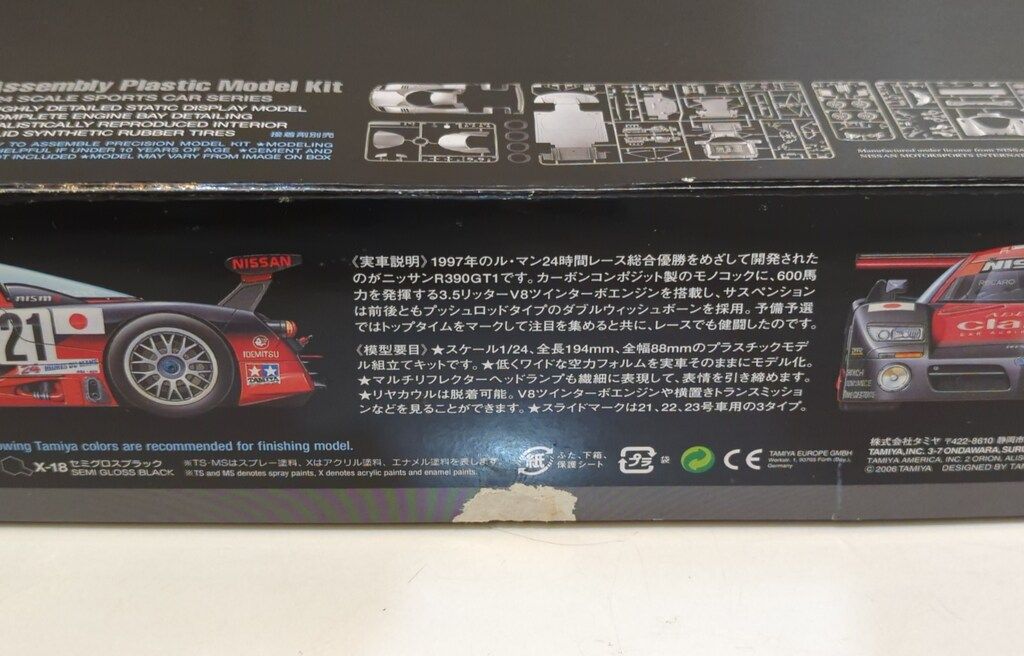 Assembly Plastic Model Kit
SCALE SPORTS CAR SERIES
HIGHLY DETAILED STATIC DISPLAY MODEL
COMPLETE ENGINE BAY DETAILING
REALISTICALLY REPRODUCED INTERIOR
SYNTHETIC RUBBER TIRES 接着剤別売
TO ASSEMBLE PRECISION MODEL KIT ★MODELING
HELPFUL IF UNDER 10 YEARS OF AGE ★CEMENT AND
NOT INCLUDED ★MODEL MAY VARY FROM IMAGE ON BOX
Manufactured under license from
NISSAN MOTORSPORTS
NISSAN
nismo
21
IDEMITSU
TAMIYA
《実車説明》1997年のル・マン24時間レース総合優勝をめざして開発された
のがニッサンR390GT1です。カーボンコンポジット製のモノコックに、600馬
力を発揮する3.5リッターV8ツインターボエンジンを搭載し、サスペンション
は前後ともプッシュロッドタイプのダブルウィッシュボーンを採用。予備予選
ではトップタイムをマークして注目を集めると共に、レースでも健闘したのです。
《模型要目》★スケール1/24、全長194mm、全幅88mmのプラスチックモデ
ル組立てキットです。★低くワイドな空力フォルムを実車そのままにモデル化。
★マルチリフレクターヘッドランプも繊細に表現して、表情を引き締めます。
★リヤカウルは脱着可能。V8ツインターボエンジンや横置きトランスミッショ
ンなどを見ることができます。★スライドマークは21、22、23号車用の3タイプ。
RECARO
Tamiya colors are recommended for finishing model.
X-18 セミグロスブラック
SEMI GLOSS BLACK
※TS・MSはスプレー塗料、Xはアクリル塗料、エナメル塗料を表します。
※TS and MS denotes spray paints, X denotes acrylic paints and enamel paints.
紙 ふた、下箱、
保護シート
プラ 袋
CE
TAMIYA EUROPE GMBH
Werkstr. 1, 90765 Fürth (Bay.),
Germany
株式会社タミヤ 〒422-8610 静岡市
TAMIYA, INC. 3-7 ONDAWARA,
TAMIYA AMERICA, INC. 2 ORION,
© 2006 TAMIYA DESIGNED BY